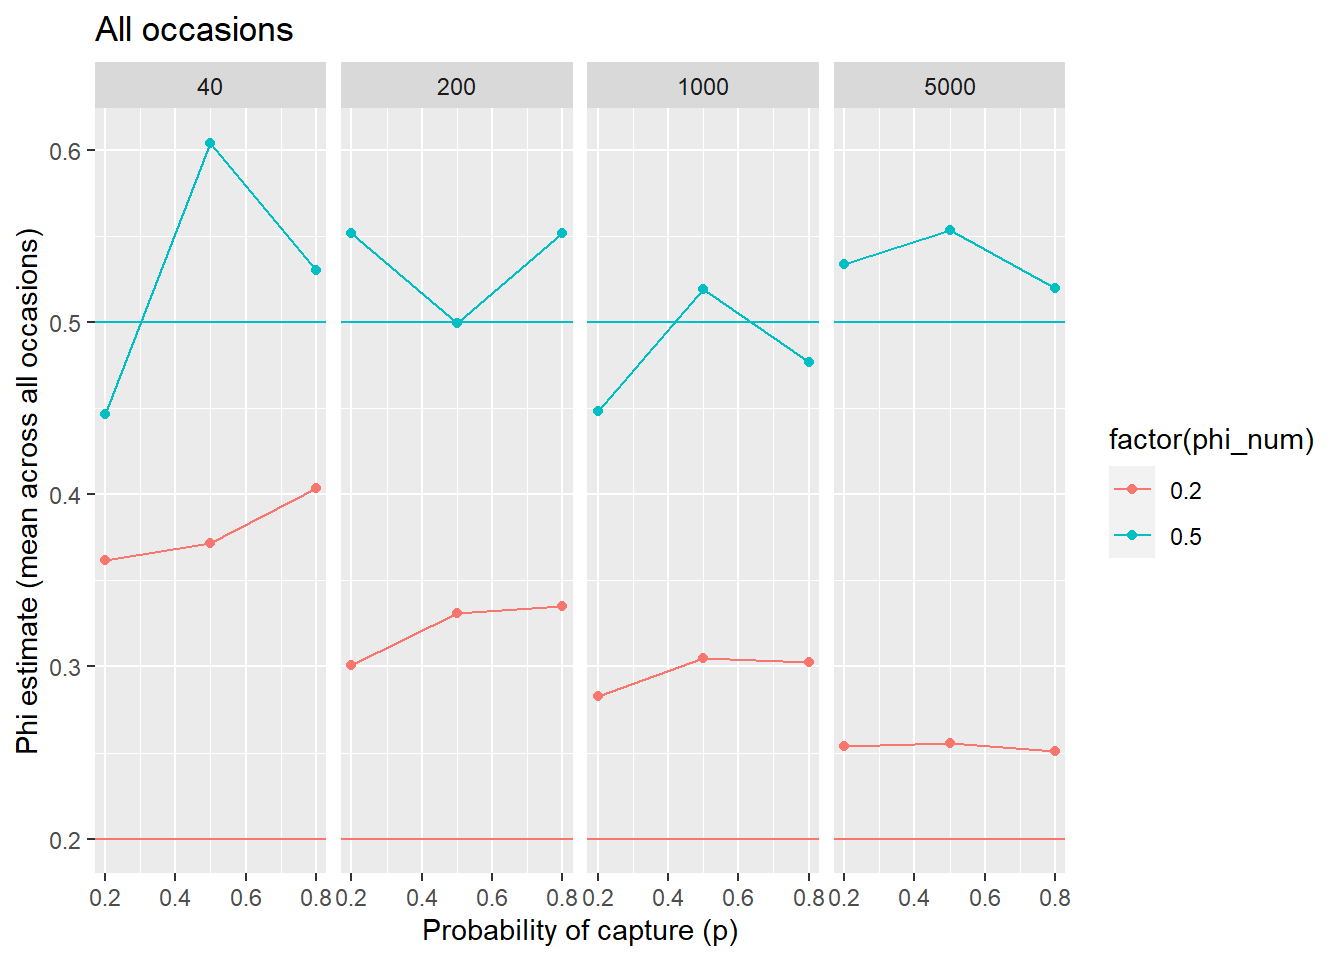 All occasions
40 200 1000 5000
Phi estimate (mean across all occasions)
0.6
0.5
0.4
0.3
0.2
0.2 0.4 0.6 0.8 0.2 0.4 0.6 0.8 0.2 0.4 0.6 0.8 0.2 0.4 0.6 0.8
Probability of capture (p)
factor(phi_num)
0.2
0.5